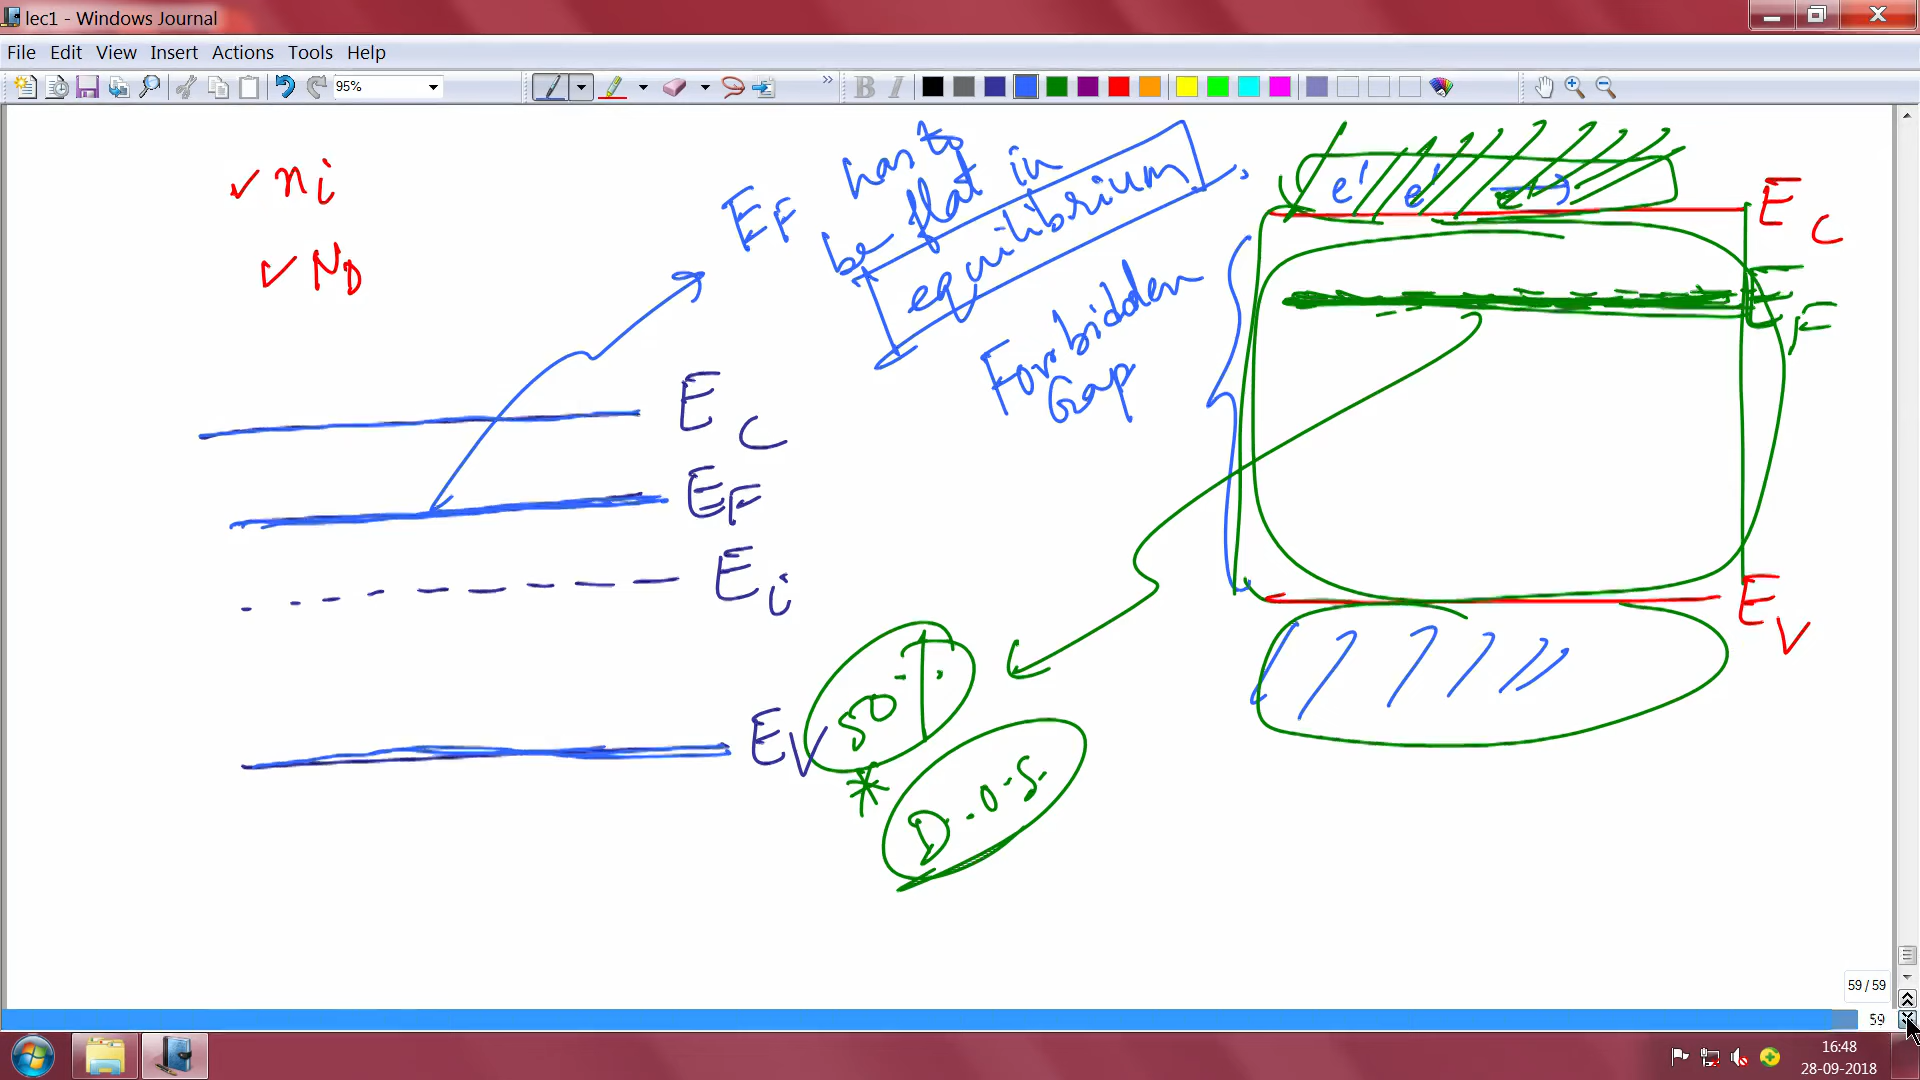 lec1 - Windows Journal
File Edit View Insert Actions Tools Help
95%
B I
✓ ni
✓ ND
EF has to
be flat in
equilibrium
Forbidden
Gap
e' e'
EC
EF
EV
EC
EF
Ei
EV
50%
*
D.O.S.
59 / 59
59
16:48
28-09-2018